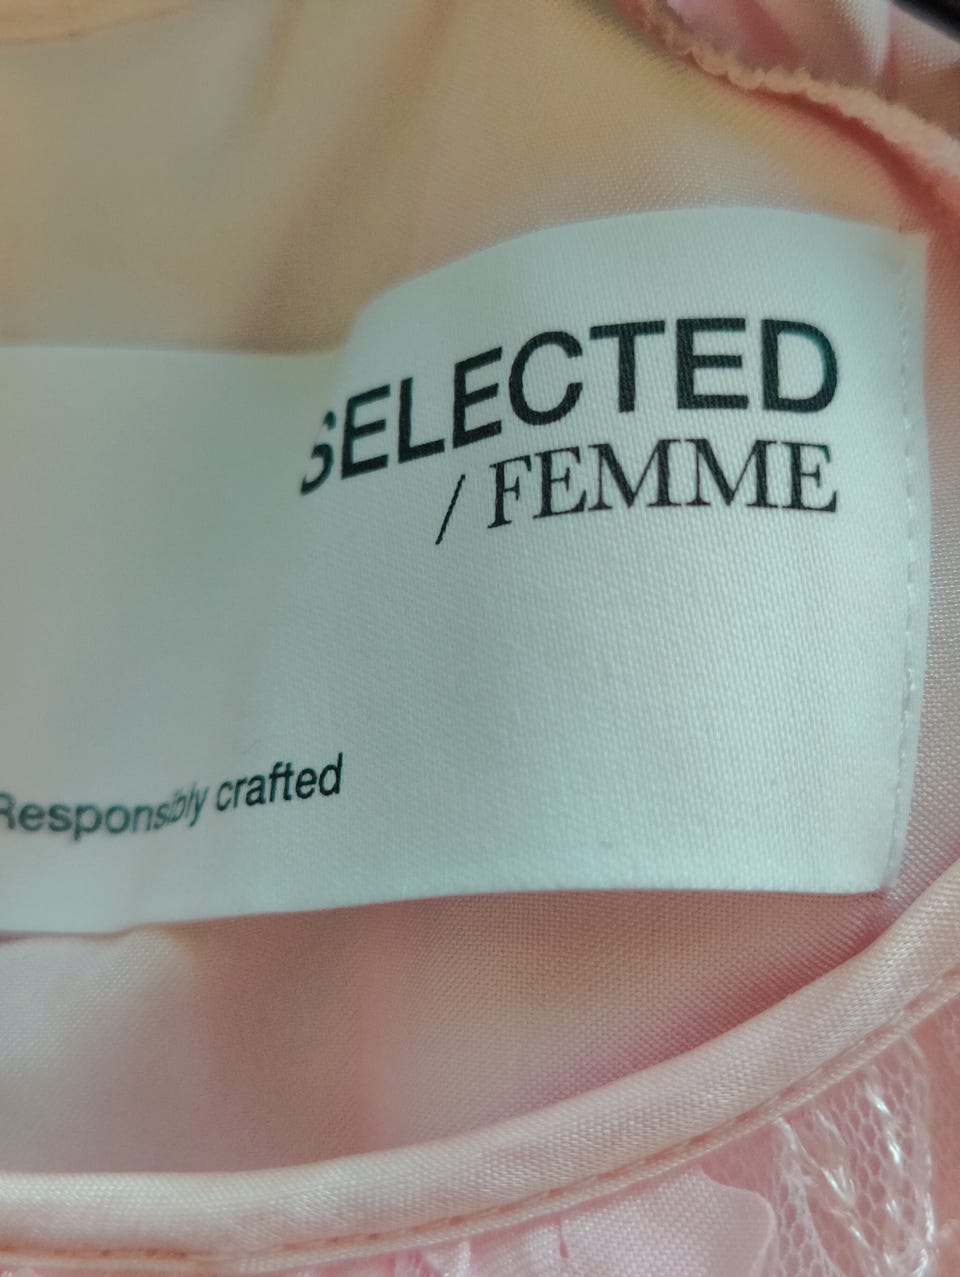 SELECTED
/ FEMME
Responsibly crafted